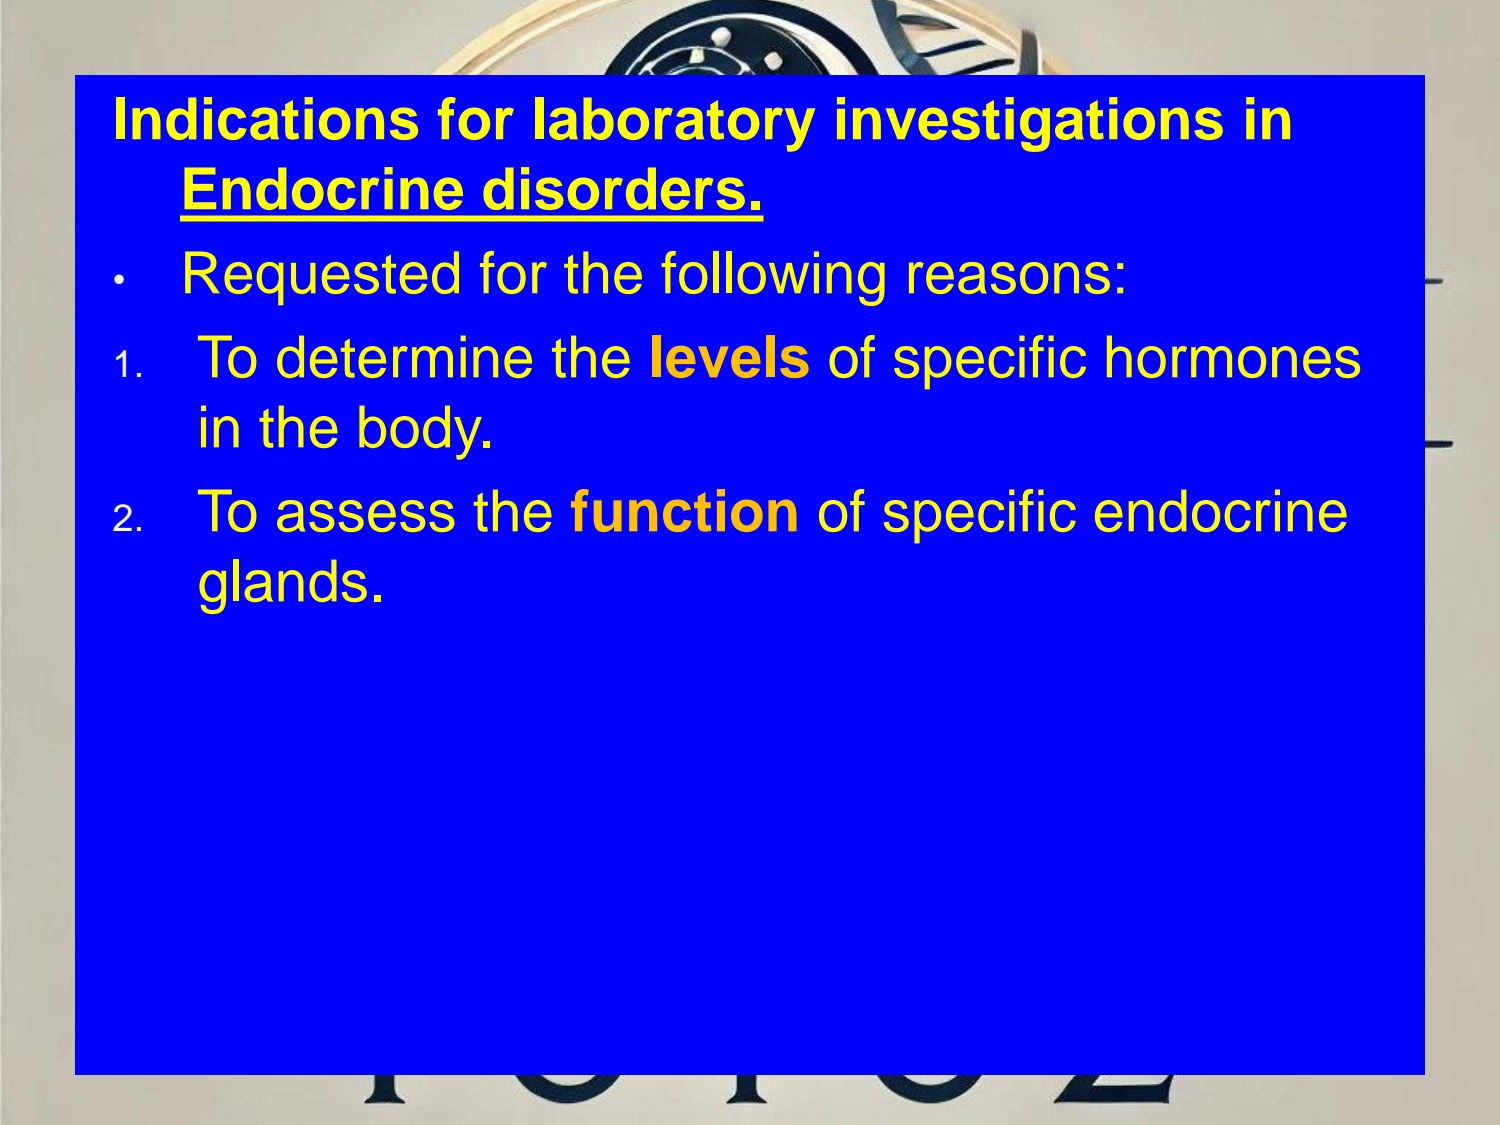 Indications for laboratory investigations in
Endocrine disorders.
• Requested for the following reasons:
1. To determine the levels of specific hormones
in the body.
2. To assess the function of specific endocrine
glands.